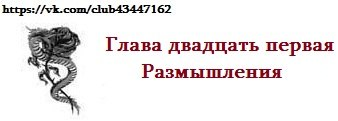 https://vk.com/club43447162
Глава двадцать первая
Размышления